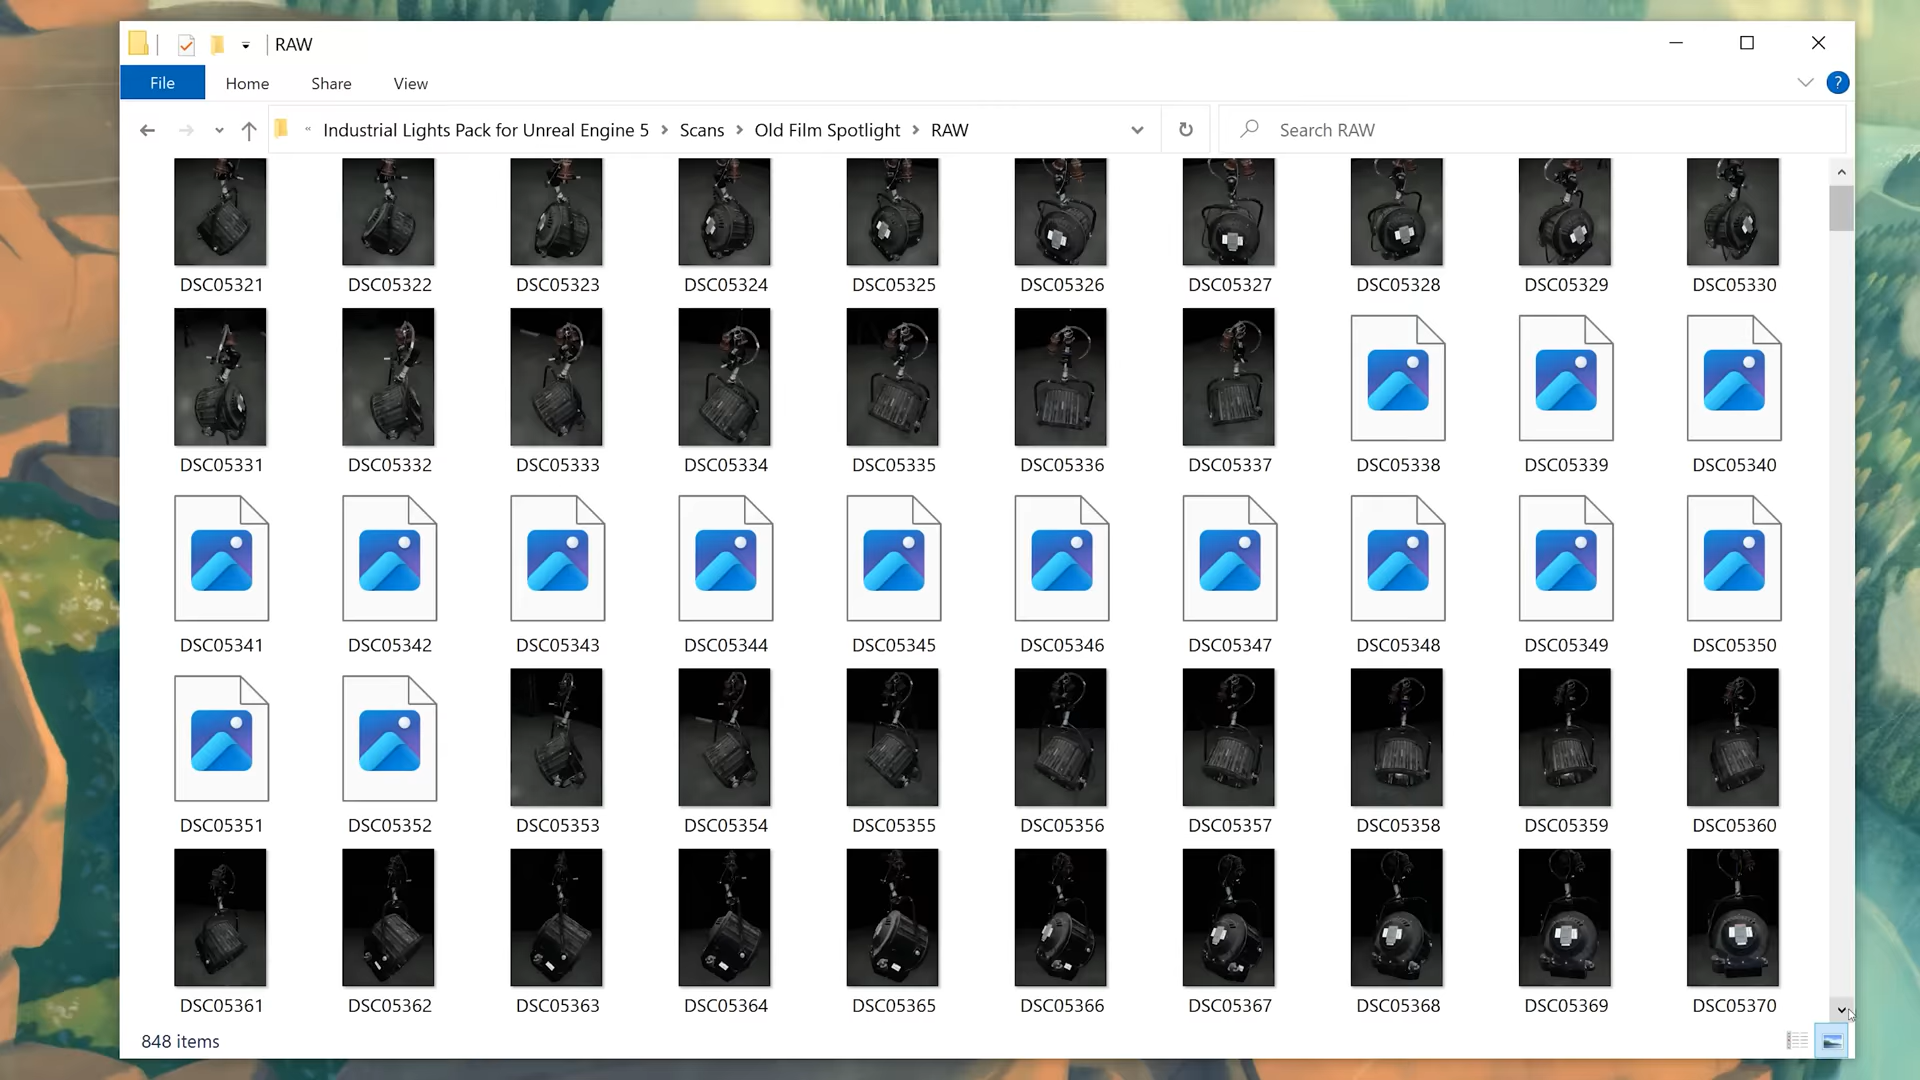 RAW
File Home Share View ?
« Industrial Lights Pack for Unreal Engine 5 > Scans > Old Film Spotlight > RAW Search RAW
DSC05321 DSC05322 DSC05323 DSC05324 DSC05325 DSC05326 DSC05327 DSC05328 DSC05329 DSC05330
DSC05331 DSC05332 DSC05333 DSC05334 DSC05335 DSC05336 DSC05337 DSC05338 DSC05339 DSC05340
DSC05341 DSC05342 DSC05343 DSC05344 DSC05345 DSC05346 DSC05347 DSC05348 DSC05349 DSC05350
DSC05351 DSC05352 DSC05353 DSC05354 DSC05355 DSC05356 DSC05357 DSC05358 DSC05359 DSC05360
DSC05361 DSC05362 DSC05363 DSC05364 DSC05365 DSC05366 DSC05367 DSC05368 DSC05369 DSC05370
848 items